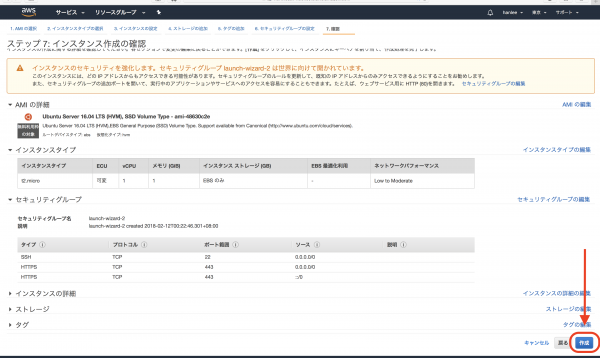 aws サービス リソースグループ hanlee 東京 サポート
1. AMI の選択 2. インスタンスタイプの選択 3. インスタンスの設定 4. ストレージの追加 5. タグの追加 6. セキュリティグループの設定 7. 確認
ステップ 7: インスタンス作成の確認
インスタンスのセキュリティを強化します。セキュリティグループ launch-wizard-2 は世界に向けて開かれています。
このインスタンスには、どの IP アドレスからもアクセスできる可能性があります。セキュリティグループのルールを更新して、既知の IP アドレスからのみアクセスできるようにすることをお勧めします。
また、セキュリティグループの追加ポートを開いて、実行中のアプリケーションやサービスへのアクセスを容易にすることもできます。たとえば、ウェブサーバー用に HTTP (80)を開きます。 セキュリティグループの編集
AMI の詳細 AMI の編集
Ubuntu Server 16.04 LTS (HVM), SSD Volume Type - ami-48630c2e
無料利用枠の対象
Ubuntu Server 16.04 LTS (HVM),EBS General Purpose (SSD) Volume Type. Support available from Canonical (http://www.ubuntu.com/cloud/services).
ルートデバイスタイプ: ebs 仮想化タイプ: hvm
インスタンスタイプ インスタンスタイプの編集
インスタンスタイプ ECU vCPU メモリ (GiB) インスタンス ストレージ (GB) EBS 最適化利用 ネットワークパフォーマンス
t2.micro 可変 1 1 EBS のみ - Low to Moderate
セキュリティグループ セキュリティグループの編集
セキュリティグループ名 launch-wizard-2
説明 launch-wizard-2 created 2018-02-12T00:22:46.301+08:00
タイプ プロトコル ポート範囲 ソース 説明
SSH TCP 22 0.0.0.0/0
HTTPS TCP 443 0.0.0.0/0
HTTPS TCP 443 ::/0
インスタンスの詳細 インスタンスの詳細の編集
ストレージ ストレージの編集
タグ タグの編集
キャンセル 戻る 作成